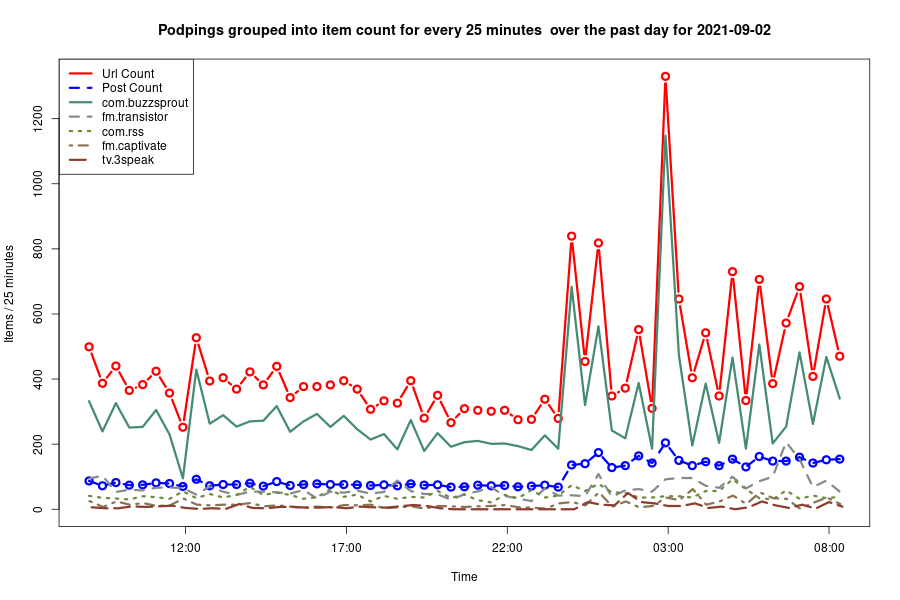 Podpings grouped into item count for every 25 minutes  over the past day for 2021-09-02
Url Count
Post Count
com.buzzsprout
fm.transistor
com.rss
fm.captivate
tv.3speak
Items / 25 minutes
1200
1000
800
600
400
200
0
12:00 17:00 22:00 03:00 08:00
Time